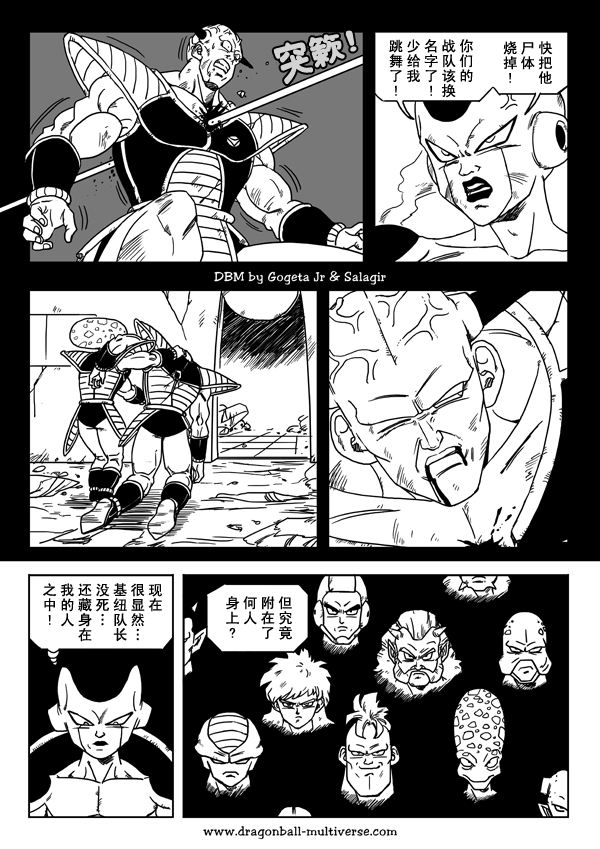 突簌!
快把他
尸体
烧掉!
你们的
战队该换
名字了!
少给我
跳舞了!
DBM by Gogeta Jr & Salagir
现在
很显然…
基纽队长
没死…
还藏身在
我的人
之中!
但究竟
附在了
何人
身上?
www.dragonball-multiverse.com